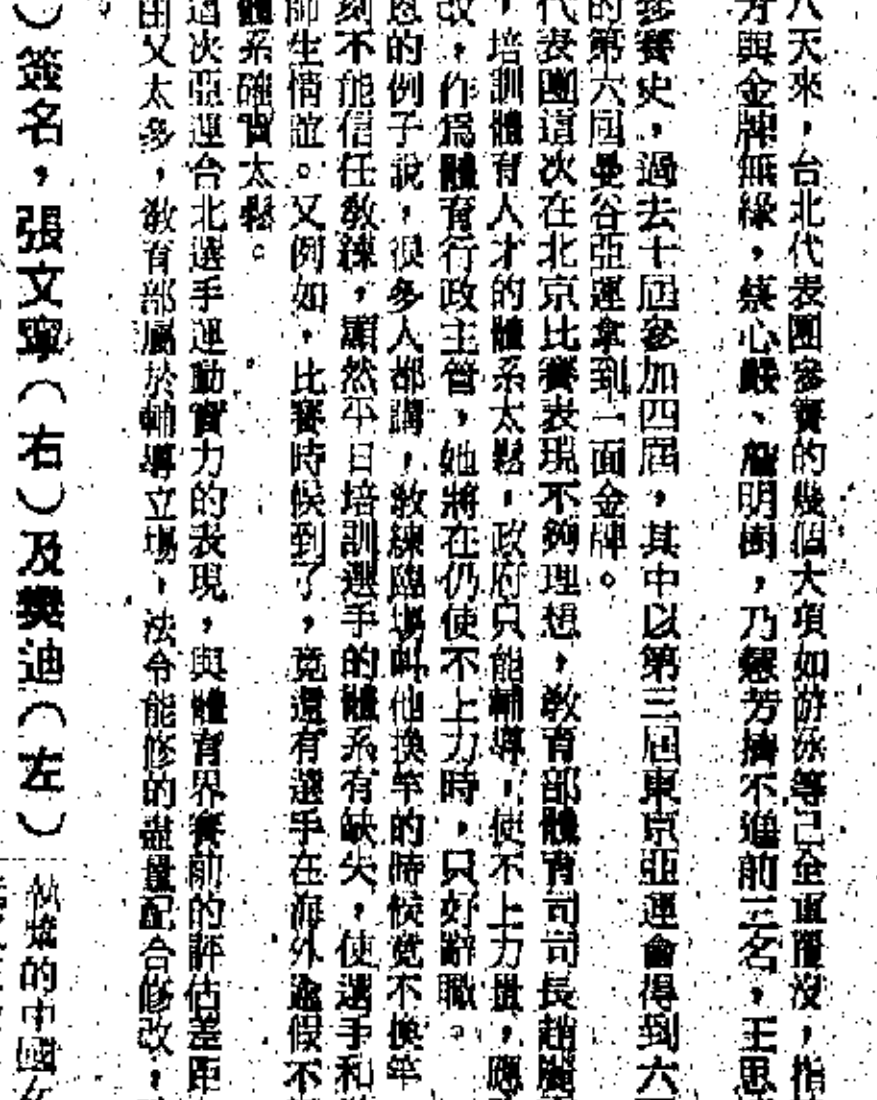 八天來，台北代表團參賽的幾個大項如游泳等已全軍覆沒，指
芳與金牌無緣，蔡心嚴、詹明樹，乃慧芳擠不進前三名，王思
參賽史，過去十屆參加四屆，其中以第三屆東京亞運會得到六
的第六屆曼谷亞運拿到一面金牌。
代表團這次在北京比賽表現不夠理想，教育部體育司司長趙麗
，培訓體育人才的體系太鬆，政府只能輔導，使不上力量，應
改，作為體育行政主管，她將在仍使不上力時，只好辭職。
的例子說，很多人都講，教練臨場叫他換竿的時候竟不換竿
刻不能信任教練，顯然平日培訓選手的體系有缺失，使選手和
師生情誼。又例如，比賽時候到了，竟還有選手在海外渡假不
體系確實太鬆。
這次亞運台北選手運動實力的表現，與體育界賽前的評估差距
由又太多，教育部屬於輔導立場，法令能修的盡量配合修改，
）簽名，張文寧（右）及樊迪（左）
的中國